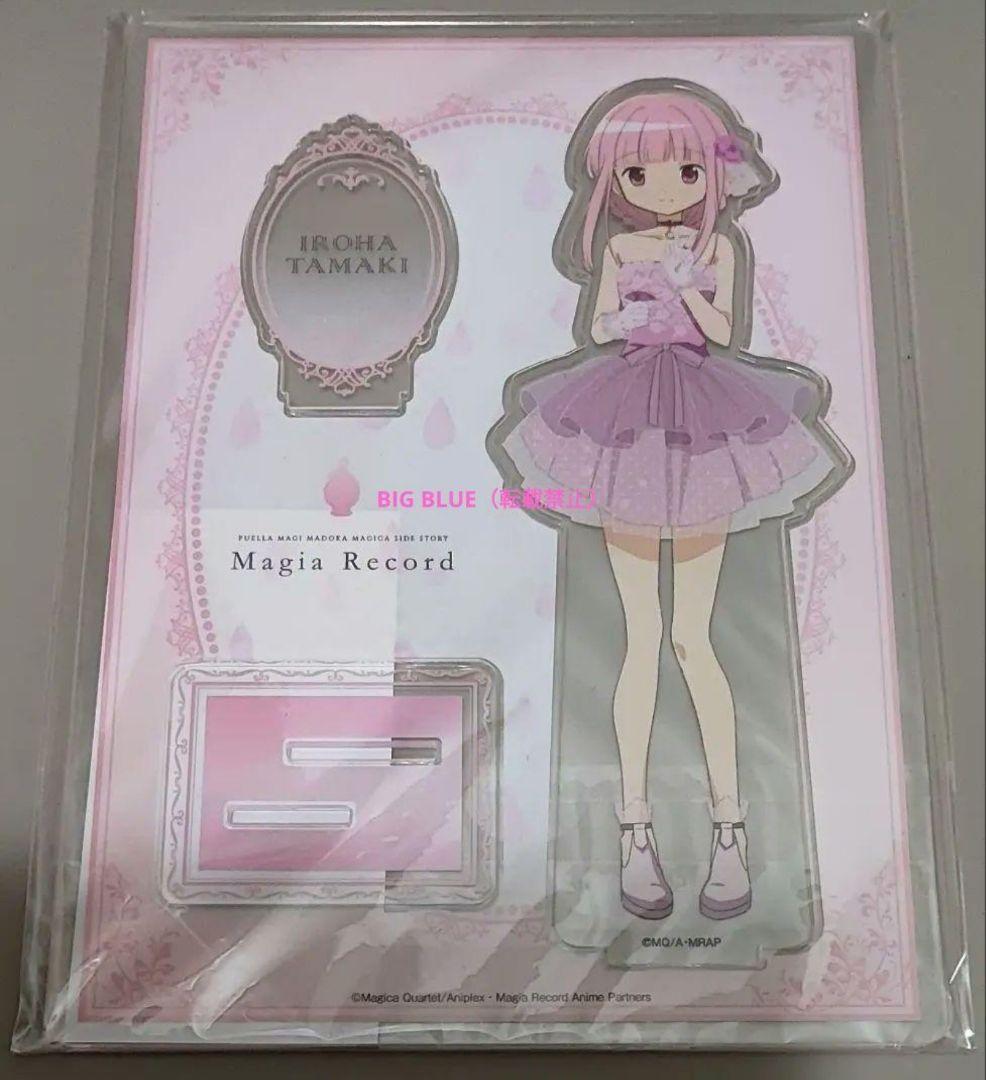 IROHA
TAMAKI
BIG BLUE（転載禁止）
PUELLA MAGI MADOKA MAGICA SIDE STORY
Magia Record
©MQ/A・MRAP
©Magica Quartet/Aniplex・Magia Record Anime Partners